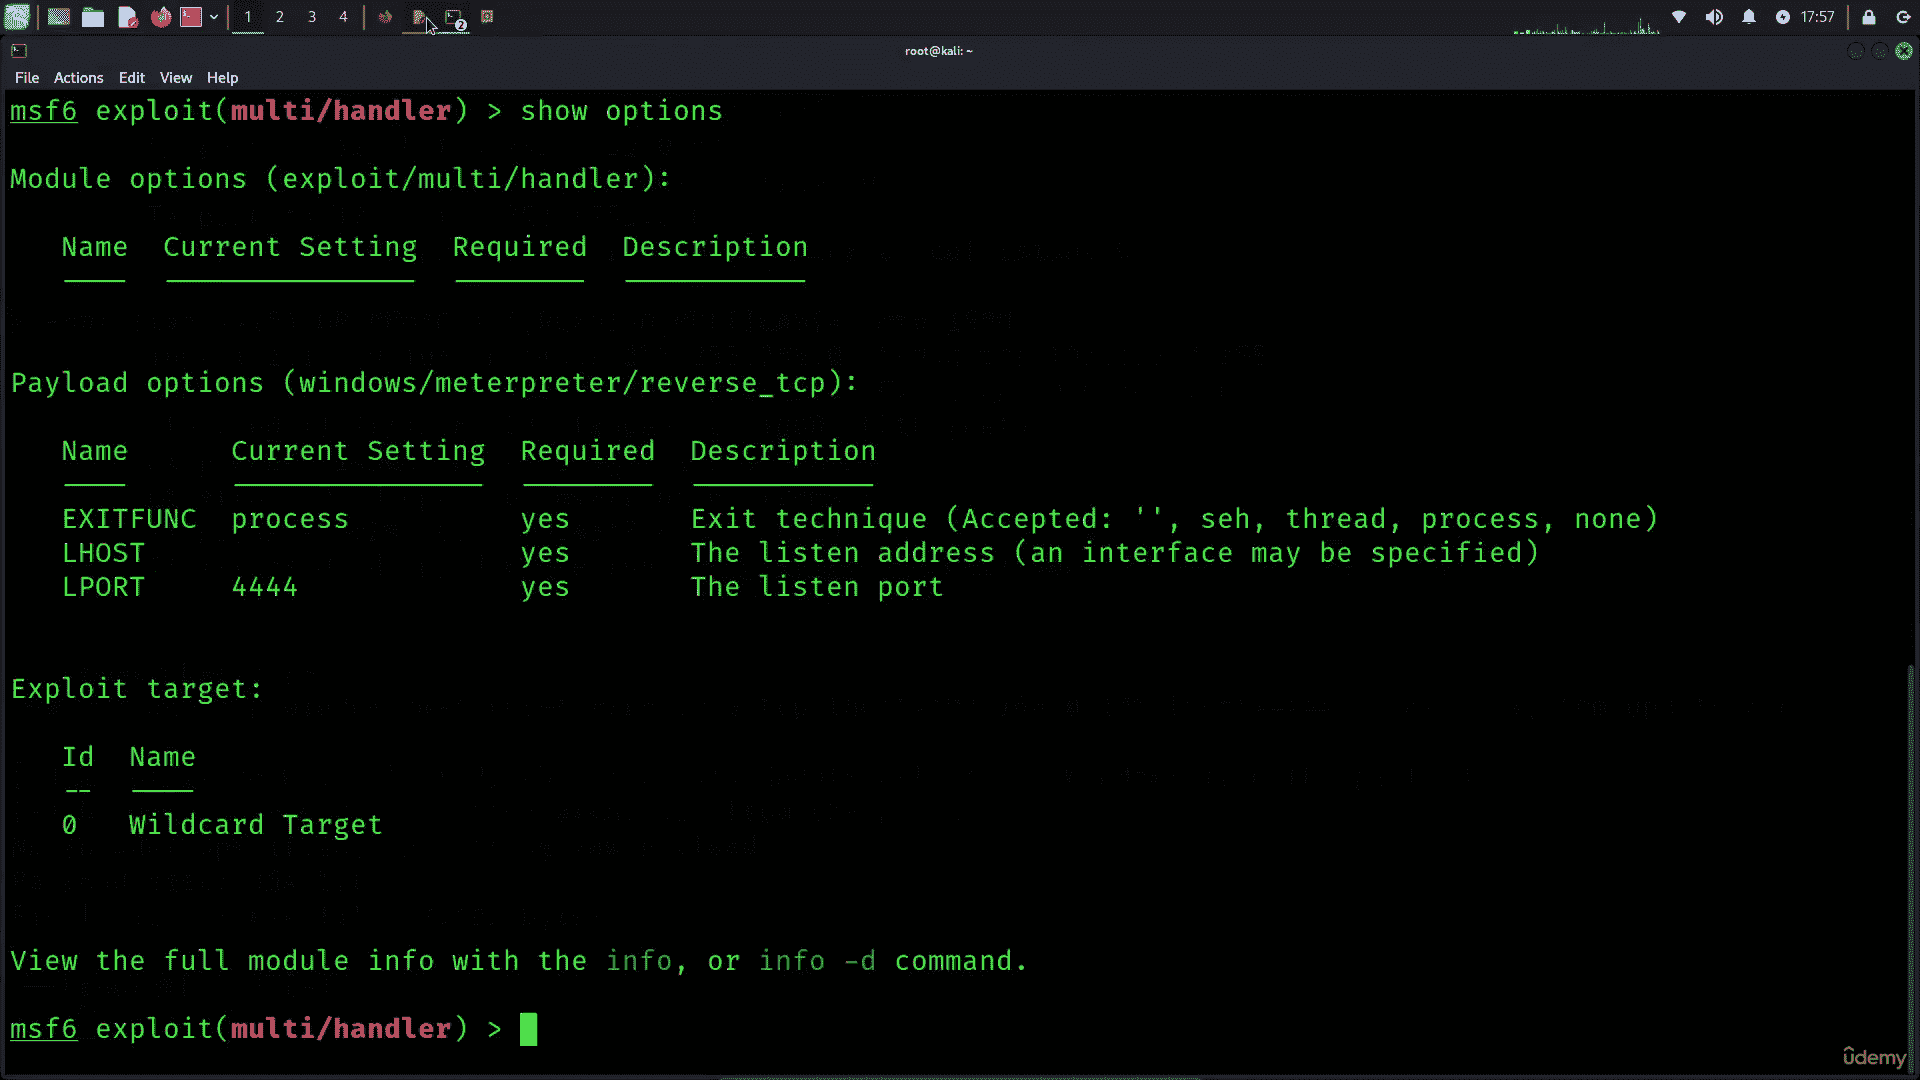 1 2 3 4 2 17:57
root@kali: ~
File Actions Edit View Help
msf6 exploit(multi/handler) > show options
Module options (exploit/multi/handler):
Name Current Setting Required Description
Payload options (windows/meterpreter/reverse_tcp):
Name Current Setting Required Description
EXITFUNC process yes Exit technique (Accepted: '', seh, thread, process, none)
LHOST yes The listen address (an interface may be specified)
LPORT 4444 yes The listen port
Exploit target:
Id Name
-- ----
0 Wildcard Target
View the full module info with the info, or info -d command.
msf6 exploit(multi/handler) >
ûdemy